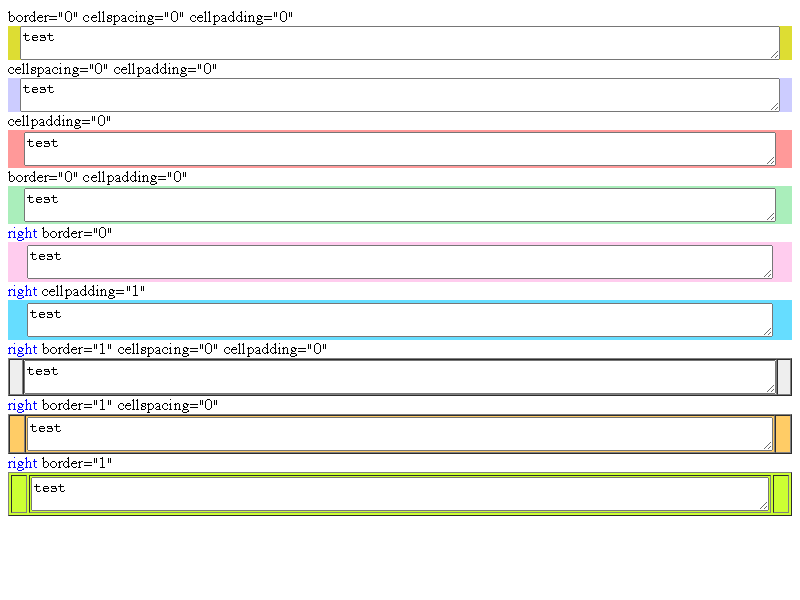 border="0" cellspacing="0" cellpadding="0"
test
cellspacing="0" cellpadding="0"
test
cellpadding="0"
test
border="0" cellpadding="0"
test
right border="0"
test
right cellpadding="1"
test
right border="1" cellspacing="0" cellpadding="0"
test
right border="1" cellspacing="0"
test
right border="1"
test